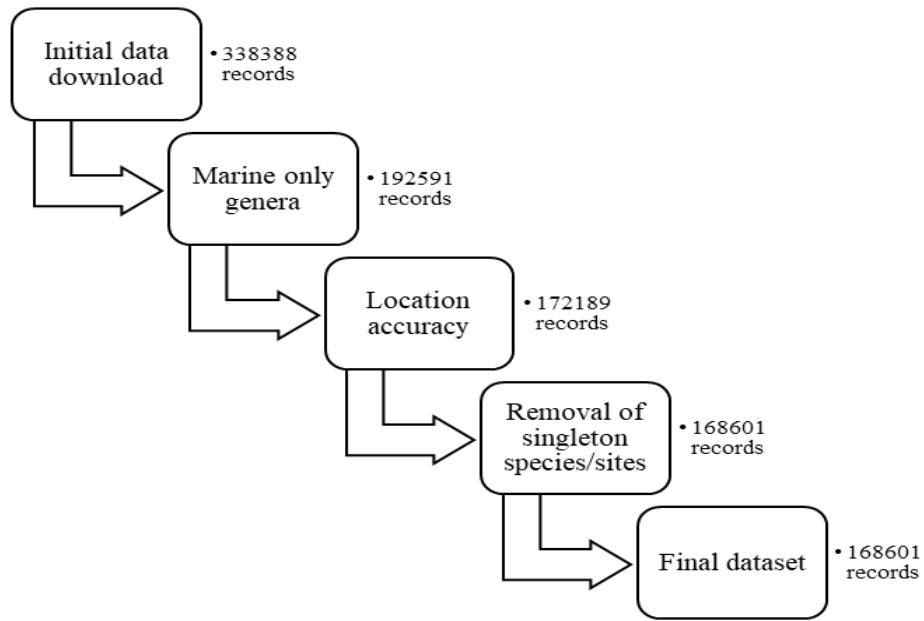 Initial data
download
• 338388
records
Marine only
genera
• 192591
records
Location
accuracy
• 172189
records
Removal of
singleton
species/sites
• 168601
records
Final dataset
• 168601
records